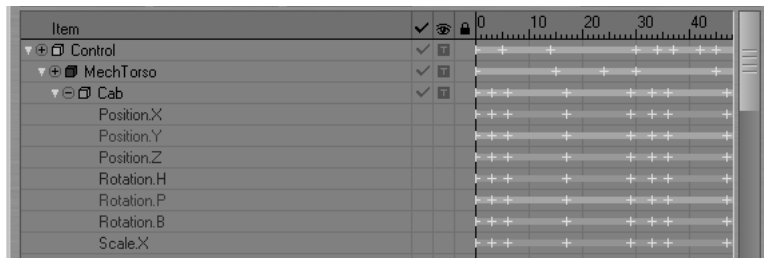 Item 0 10 20 30 40
Control T
MechTorso T
Cab T
Position.X
Position.Y
Position.Z
Rotation.H
Rotation.P
Rotation.B
Scale.X